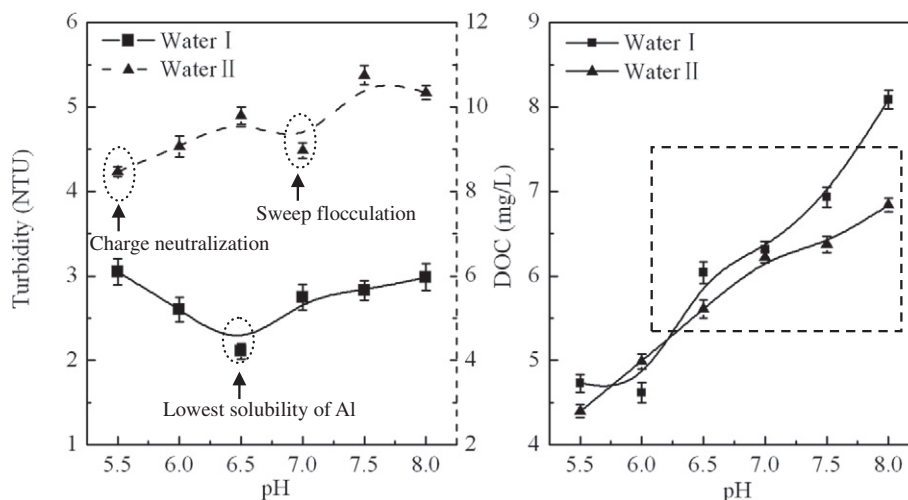 Turbidity (NTU)
6
5
4
3
2
1
Water Ⅰ
Water Ⅱ
Charge neutralization
Sweep flocculation
Lowest solubility of Al
12
10
8
6
4
2
5.5 6.0 6.5 7.0 7.5 8.0
pH
DOC (mg/L)
9
8
7
6
5
4
Water Ⅰ
Water Ⅱ
5.5 6.0 6.5 7.0 7.5 8.0
pH